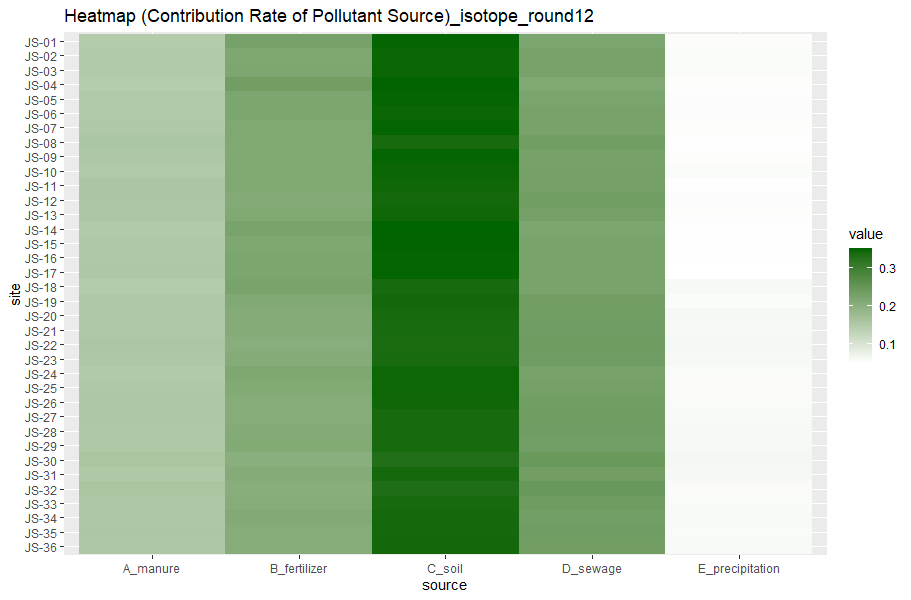 Heatmap (Contribution Rate of Pollutant Source)_isotope_round12
site
JS-01
JS-02
JS-03
JS-04
JS-05
JS-06
JS-07
JS-08
JS-09
JS-10
JS-11
JS-12
JS-13
JS-14
JS-15
JS-16
JS-17
JS-18
JS-19
JS-20
JS-21
JS-22
JS-23
JS-24
JS-25
JS-26
JS-27
JS-28
JS-29
JS-30
JS-31
JS-32
JS-33
JS-34
JS-35
JS-36
A_manure B_fertilizer C_soil D_sewage E_precipitation
source
value
0.3
0.2
0.1